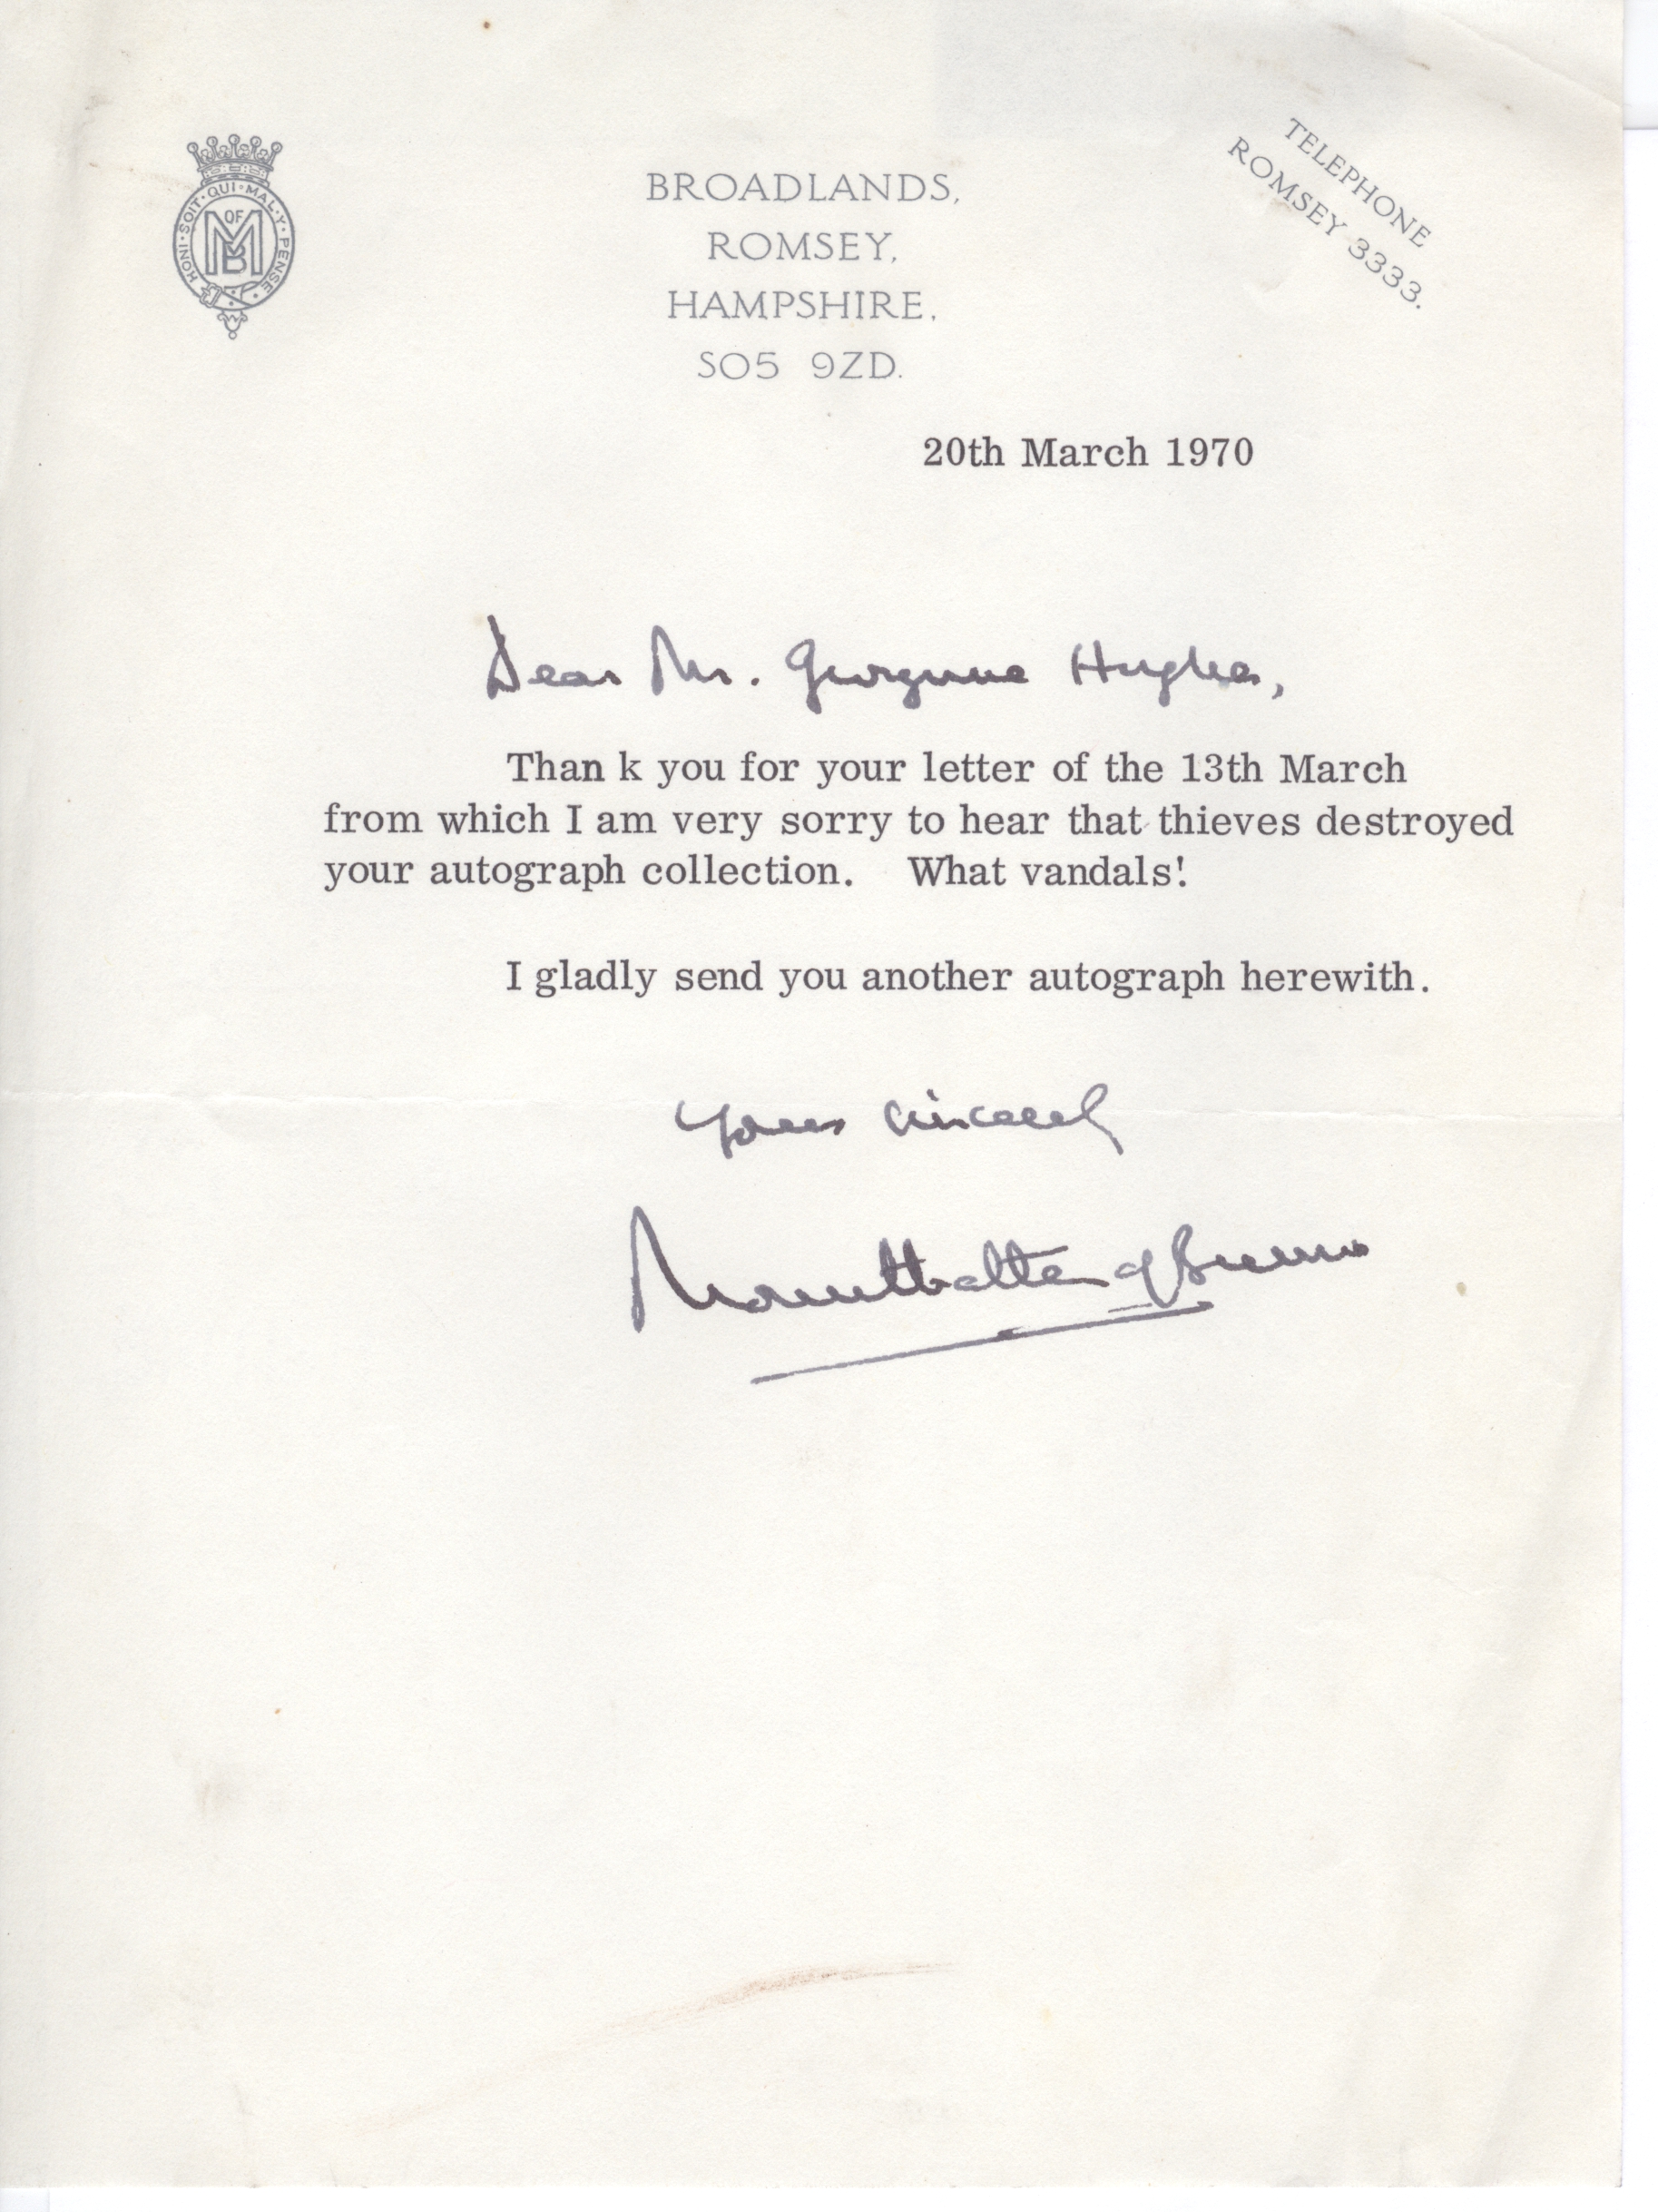 HONI·SOIT·QUI·MAL·Y·PENSE
M OF B
BROADLANDS,
ROMSEY,
HAMPSHIRE,
SO5 9ZD.
TELEPHONE
ROMSEY 3333.
20th March 1970
Dear Mr. Hughes,
Than k you for your letter of the 13th March
from which I am very sorry to hear that thieves destroyed
your autograph collection. What vandals!
I gladly send you another autograph herewith.
Yours sincerely
Mountbatten of Burma